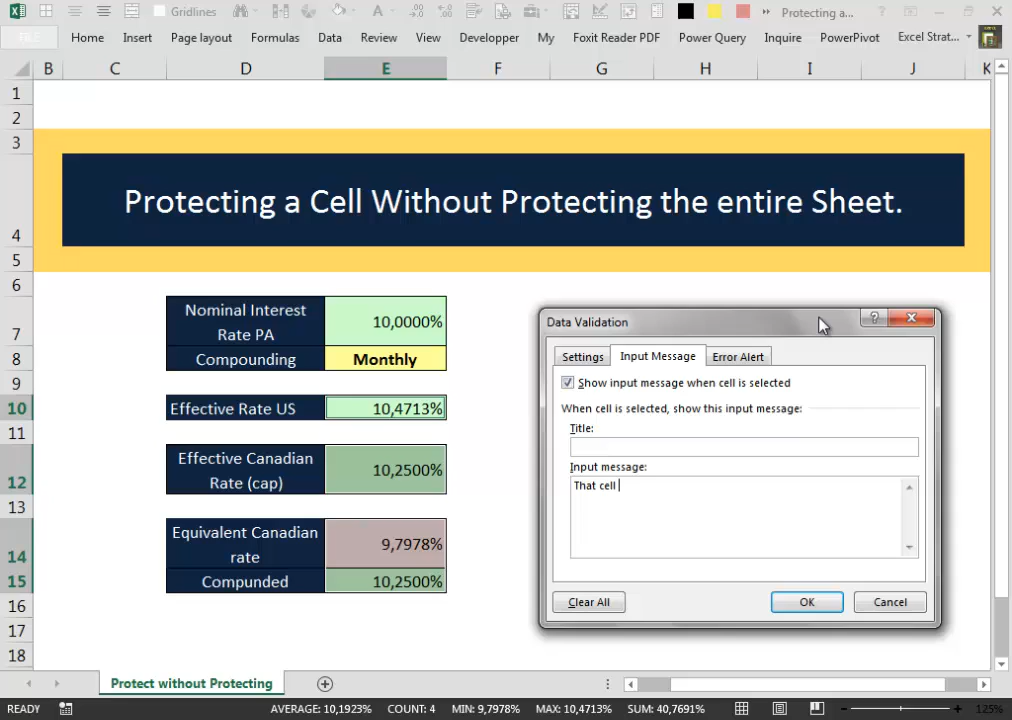 Gridlines
Protecting a...
FILE
Home Insert Page layout Formulas Data Review View Developer My Foxit Reader PDF Power Query Inquire PowerPivot Excel Strat...
B C D E F G H I J K
1
2
3
4
5
6
7
8
9
10
11
12
13
14
15
16
17
18
Protecting a Cell Without Protecting the entire Sheet.
Nominal Interest
Rate PA
10,0000%
Compounding Monthly
Effective Rate US 10,4713%
Effective Canadian
Rate (cap)
10,2500%
Equivalent Canadian
rate
9,7978%
Compunded 10,2500%
Data Validation
Settings Input Message Error Alert
Show input message when cell is selected
When cell is selected, show this input message:
Title:
Input message:
That cell
Clear All OK Cancel
Protect without Protecting
READY AVERAGE: 10,1923% COUNT: 4 MIN: 9,7978% MAX: 10,4713% SUM: 40,7691% 125%